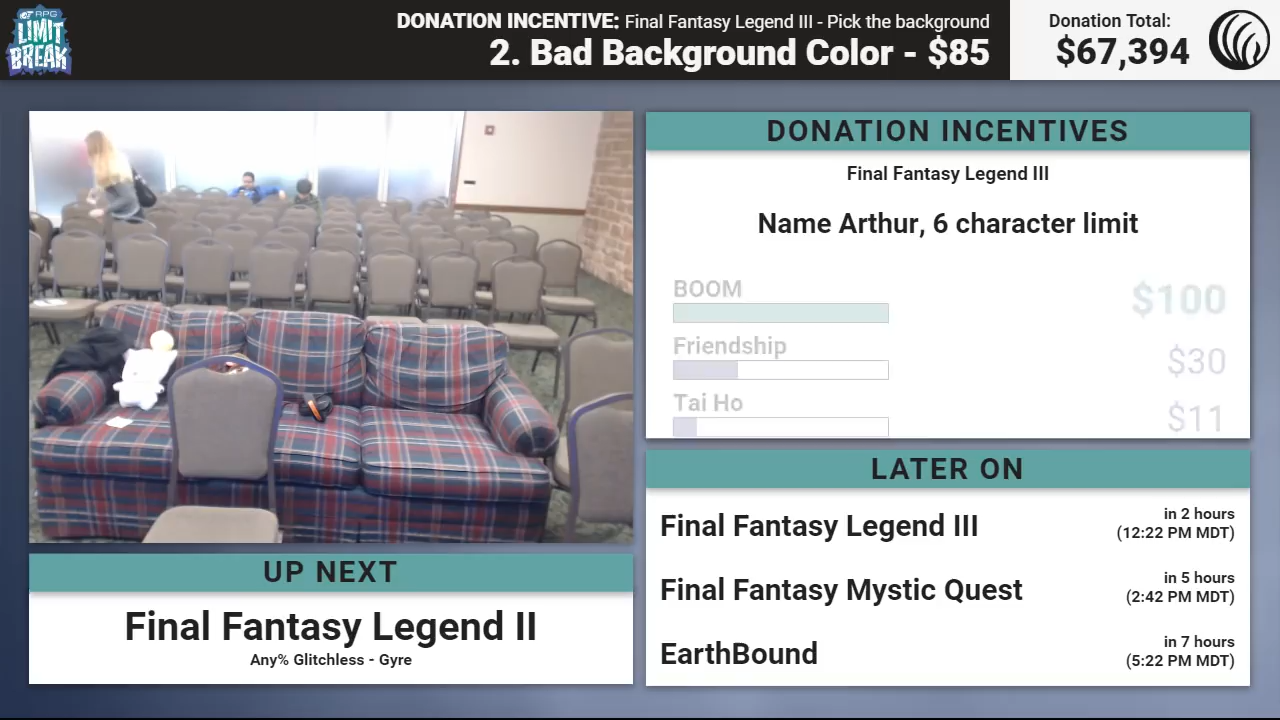 RPG
LIMIT
BREAK
DONATION INCENTIVE: Final Fantasy Legend III - Pick the background
2. Bad Background Color - $85
Donation Total:
$67,394
DONATION INCENTIVES
Final Fantasy Legend III
Name Arthur, 6 character limit
BOOM
$100
Friendship
$30
Tai Ho
$11
UP NEXT
Final Fantasy Legend II
Any% Glitchless - Gyre
LATER ON
Final Fantasy Legend III
in 2 hours
(12:22 PM MDT)
Final Fantasy Mystic Quest
in 5 hours
(2:42 PM MDT)
EarthBound
in 7 hours
(5:22 PM MDT)